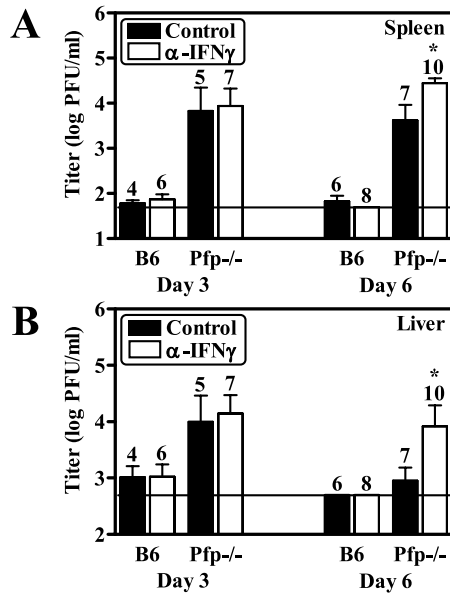 A
Control
α-IFNγ
Spleen
Titer (log PFU/ml)
6
5
4
3
2
1
4
6
5
7
6
8
7
*
10
B6
Pfp-/-
B6
Pfp-/-
Day 3
Day 6
B
Control
α-IFNγ
Liver
Titer (log PFU/ml)
6
5
4
3
2
4
6
5
7
6
8
7
*
10
B6
Pfp-/-
B6
Pfp-/-
Day 3
Day 6